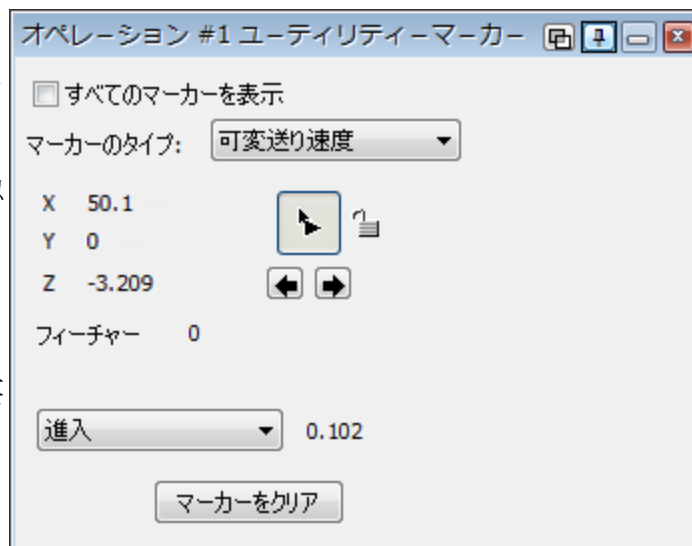 オペレーション #1 ユーティリティーマーカー
すべてのマーカーを表示
マーカーのタイプ: 可変送り速度
X 50.1
Y 0
Z -3.209
フィーチャー 0
進入 0.102
マーカーをクリア